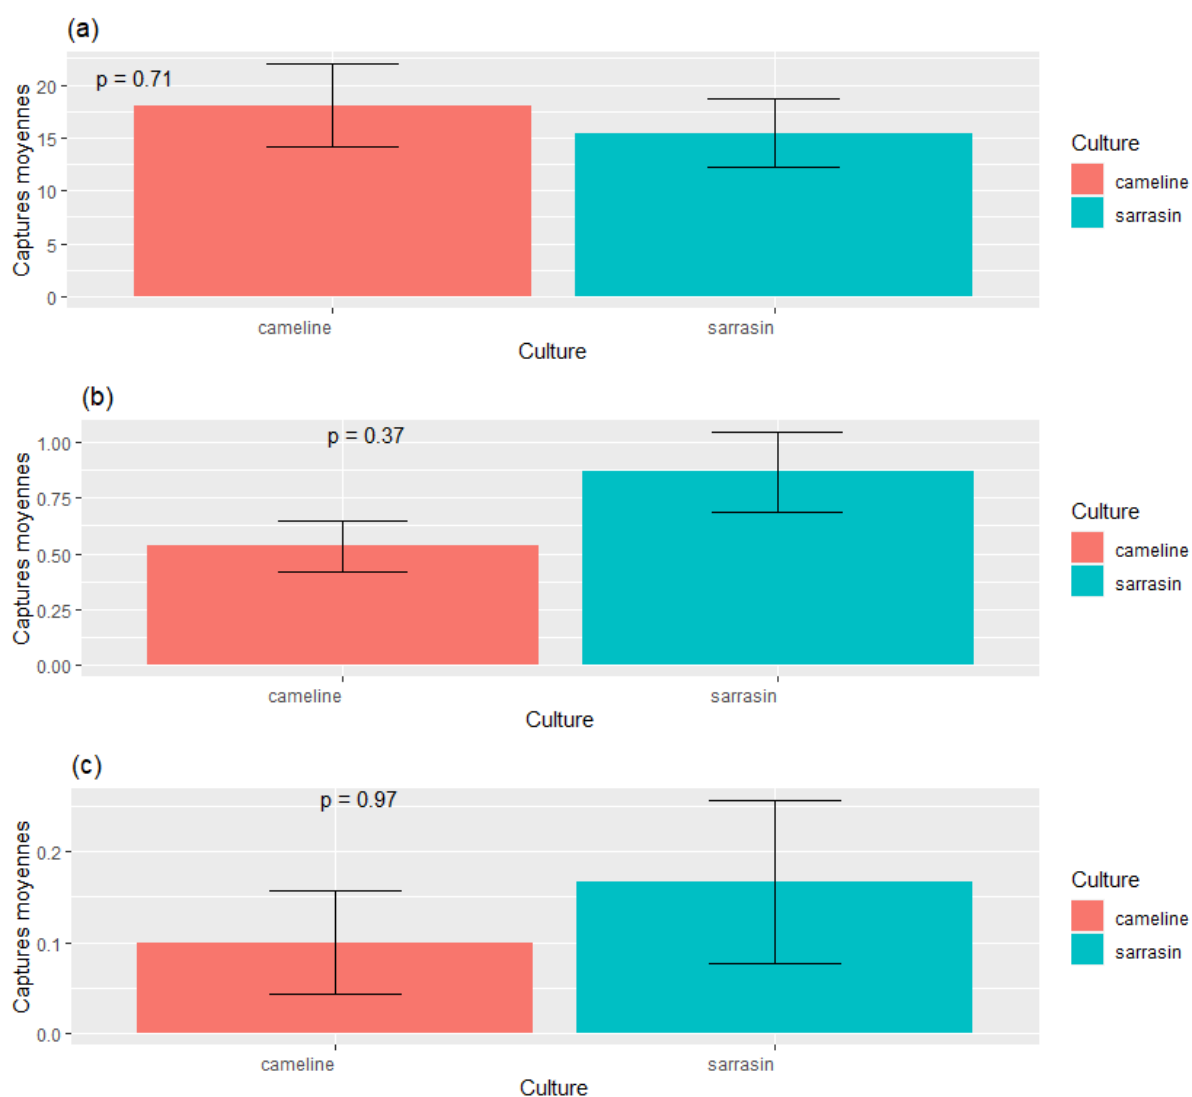 (a)
p = 0.71
Captures moyennes
20
15
10
5
0
cameline
sarrasin
Culture
Culture
cameline
sarrasin
(b)
p = 0.37
Captures moyennes
1.00
0.75
0.50
0.25
0.00
cameline
sarrasin
Culture
Culture
cameline
sarrasin
(c)
p = 0.97
Captures moyennes
0.2
0.1
0.0
cameline
sarrasin
Culture
Culture
cameline
sarrasin